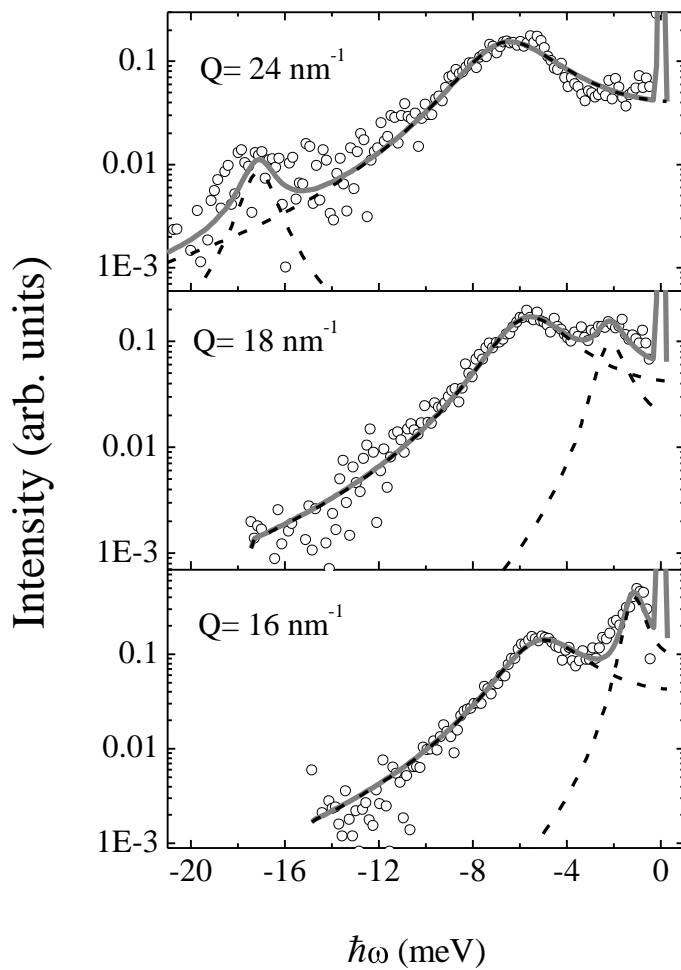 0.1
Q= 24 nm⁻¹
0.01
1E-3
0.1
Q= 18 nm⁻¹
0.01
1E-3
Q= 16 nm⁻¹
0.1
0.01
1E-3
-20 -16 -12 -8 -4 0
ħω (meV)
Intensity (arb. units)